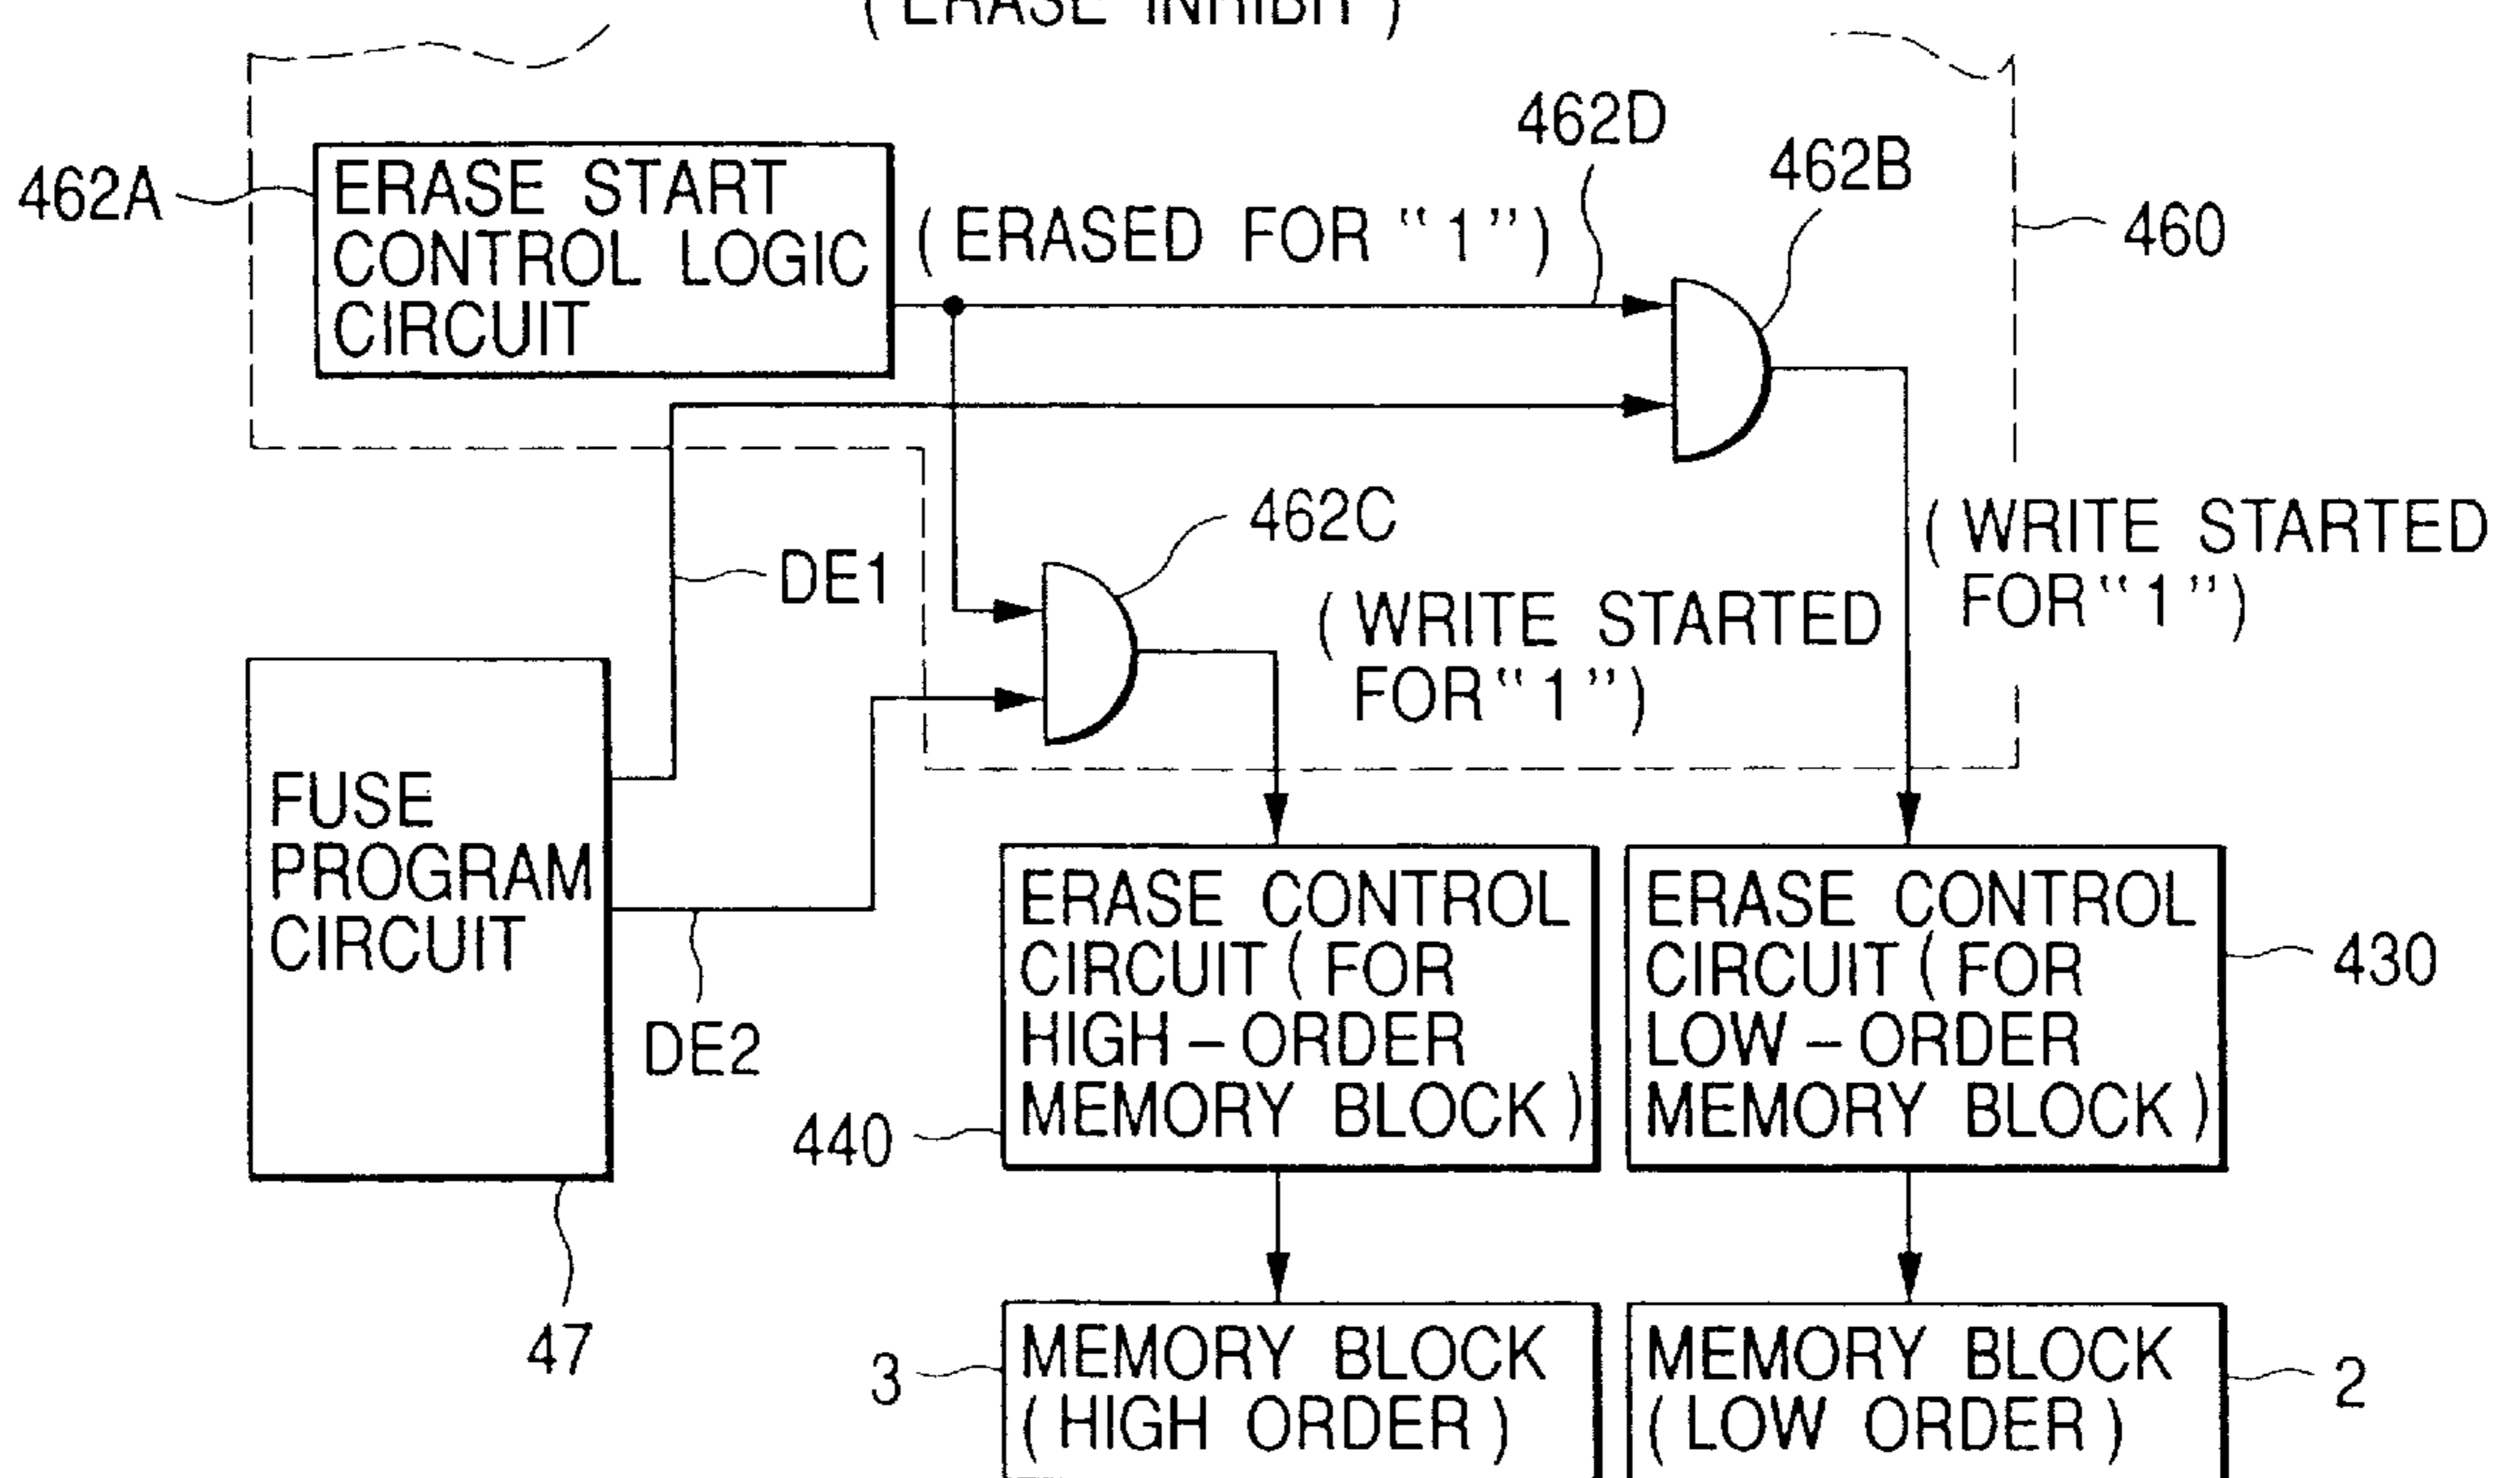 ( ERASE INHIBIT )
462D
462B
462A
ERASE START
CONTROL LOGIC
CIRCUIT
( ERASED FOR “1” )
460
462C
DE1
( WRITE STARTED
FOR “1” )
( WRITE STARTED
FOR “1” )
FUSE
PROGRAM
CIRCUIT
DE2
47
440
ERASE CONTROL
CIRCUIT ( FOR
HIGH – ORDER
MEMORY BLOCK )
ERASE CONTROL
CIRCUIT ( FOR
LOW – ORDER
MEMORY BLOCK )
430
3
MEMORY BLOCK
( HIGH ORDER )
MEMORY BLOCK
( LOW ORDER )
2